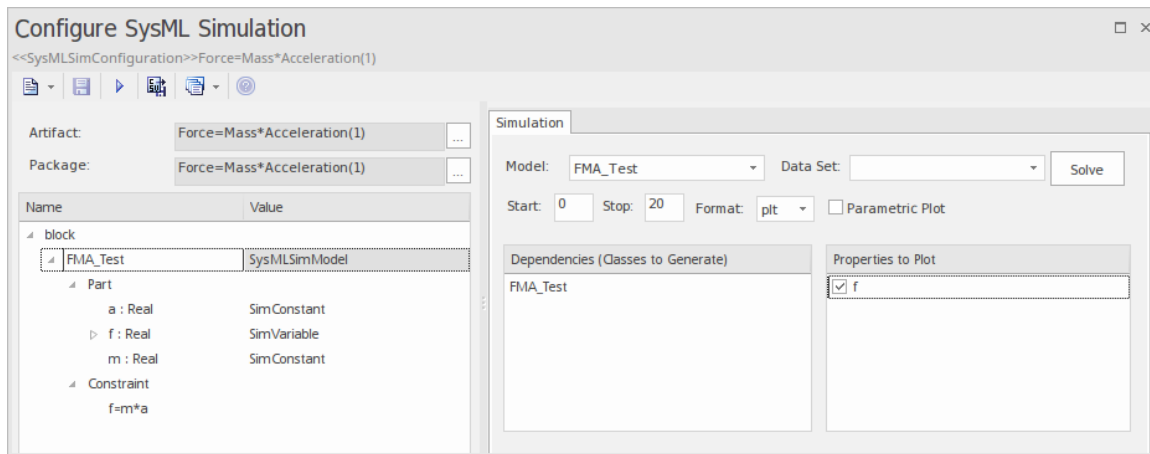 Configure SysML Simulation
<<SysMLSimConfiguration>>Force=Mass*Acceleration(1)
Artifact: Force=Mass*Acceleration(1) ...
Package: Force=Mass*Acceleration(1) ...
Name Value
block
FMA_Test SysMLSimModel
Part
a : Real SimConstant
f : Real SimVariable
m : Real SimConstant
Constraint
f=m*a
Simulation
Model: FMA_Test Data Set: Solve
Start: 0 Stop: 20 Format: plt Parametric Plot
Dependencies (Classes to Generate) Properties to Plot
FMA_Test f